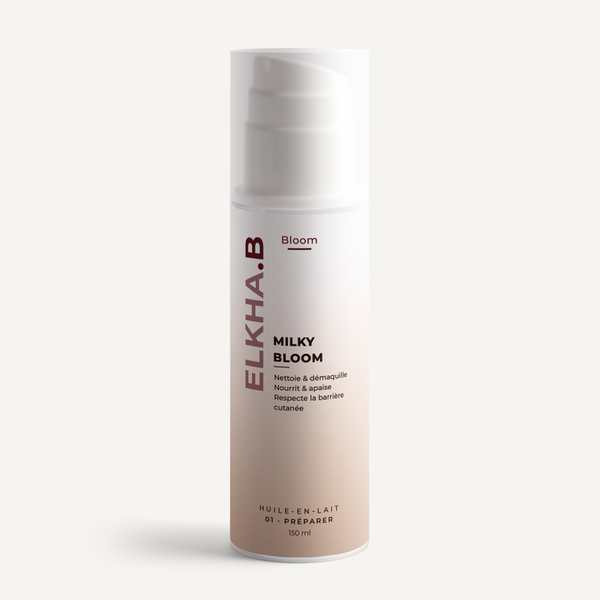 ELKHA.B
Bloom
MILKY
BLOOM
Nettoie & démaquille
Nourrit & apaise
Respecte la barrière
cutanée
HUILE-EN-LAIT
01 · PRÉPARER
150 ml